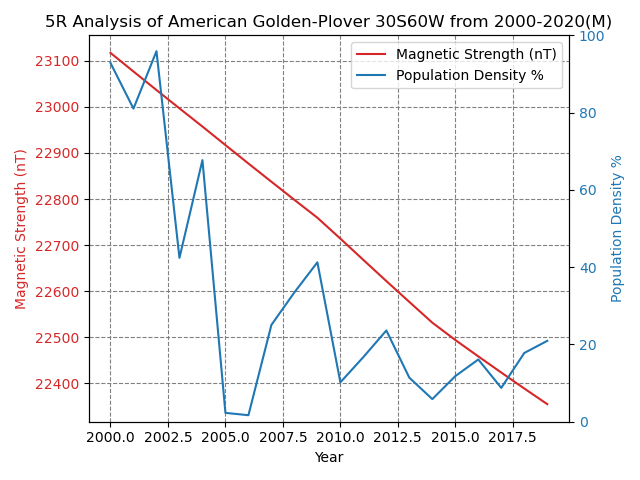 5R Analysis of American Golden-Plover 30S60W from 2000-2020(M)
Magnetic Strength (nT)
Population Density %
23100
23000
22900
22800
22700
22600
22500
22400
Magnetic Strength (nT)
100
80
60
40
20
0
Population Density %
2000.0 2002.5 2005.0 2007.5 2010.0 2012.5 2015.0 2017.5
Year